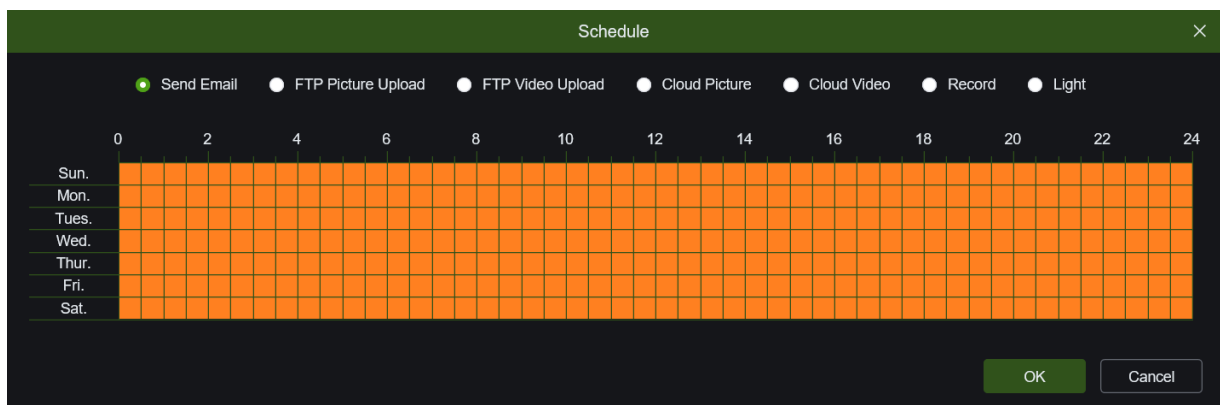 Schedule
Send Email FTP Picture Upload FTP Video Upload Cloud Picture Cloud Video Record Light
0 2 4 6 8 10 12 14 16 18 20 22 24
Sun.
Mon.
Tues.
Wed.
Thur.
Fri.
Sat.
OK Cancel